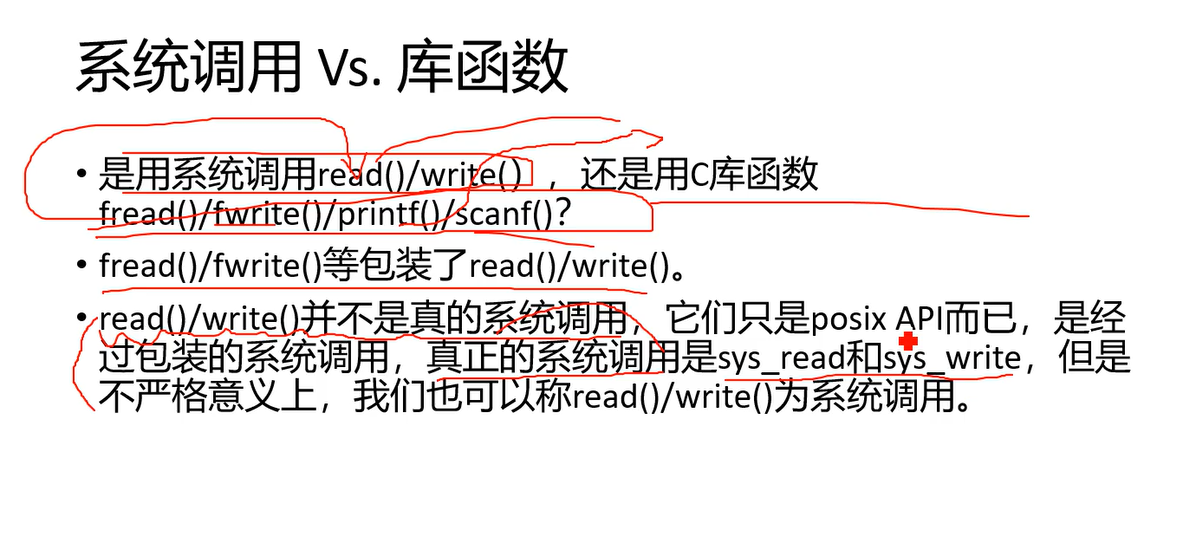 系统调用 Vs. 库函数
• 是用系统调用read()/write() ，还是用C库函数
fread()/fwrite()/printf()/scanf()?
• fread()/fwrite()等包装了read()/write()。
• read()/write()并不是真的系统调用，它们只是posix API而已，是经
过包装的系统调用，真正的系统调用是sys_read和sys_write，但是
不严格意义上，我们也可以称read()/write()为系统调用。